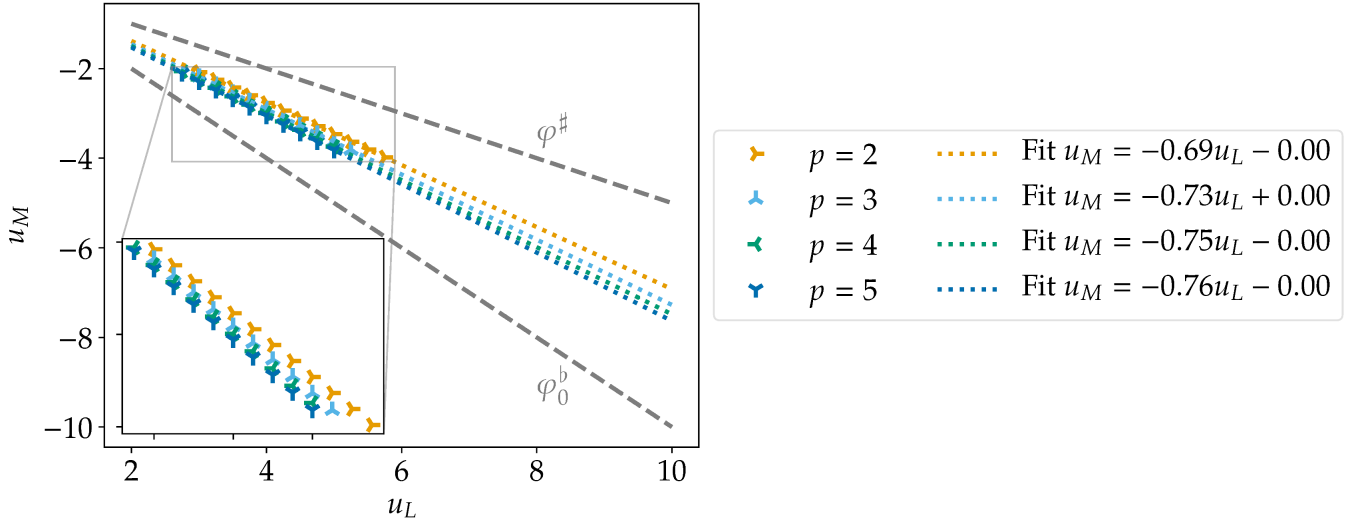 −2
−4
−6
−8
−10
2
4
6
8
10
u_L
u_M
φ^♯
φ_0^♭
p = 2
Fit u_M = −0.69u_L − 0.00
p = 3
Fit u_M = −0.73u_L + 0.00
p = 4
Fit u_M = −0.75u_L − 0.00
p = 5
Fit u_M = −0.76u_L − 0.00